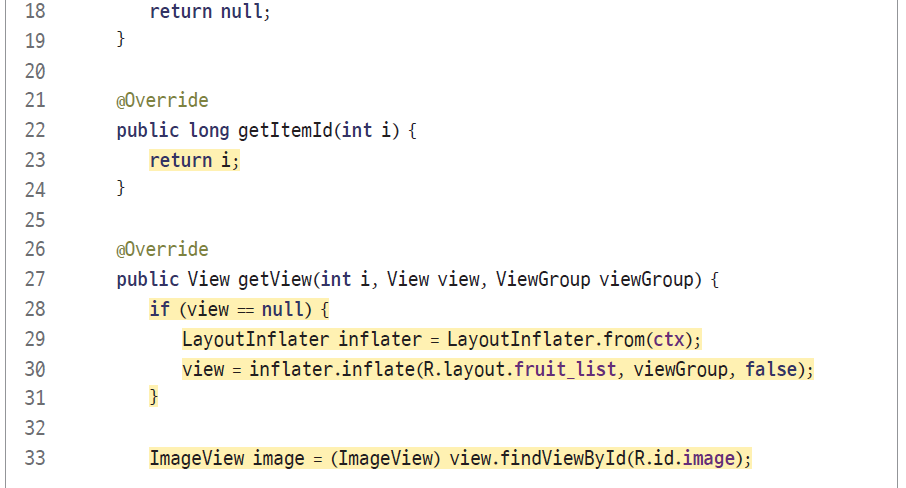 18 return null;
19 }
20
21 @Override
22 public long getItemId(int i) {
23 return i;
24 }
25
26 @Override
27 public View getView(int i, View view, ViewGroup viewGroup) {
28 if (view == null) {
29 LayoutInflater inflater = LayoutInflater.from(ctx);
30 view = inflater.inflate(R.layout.fruit_list, viewGroup, false);
31 }
32
33 ImageView image = (ImageView) view.findViewById(R.id.image);